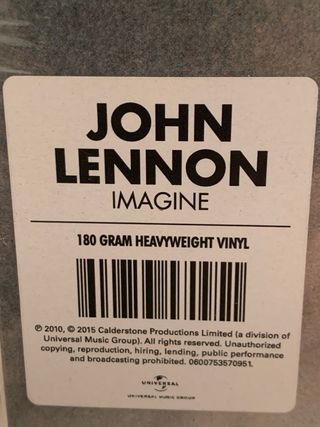 JOHN
LENNON
IMAGINE
180 GRAM HEAVYWEIGHT VINYL
℗ 2010, © 2015 Calderstone Productions Limited (a division of
Universal Music Group). All rights reserved. Unauthorized
copying, reproduction, hiring, lending, public performance
and broadcasting prohibited. 0600753570951.
UNIVERSAL
UNIVERSAL MUSIC GROUP